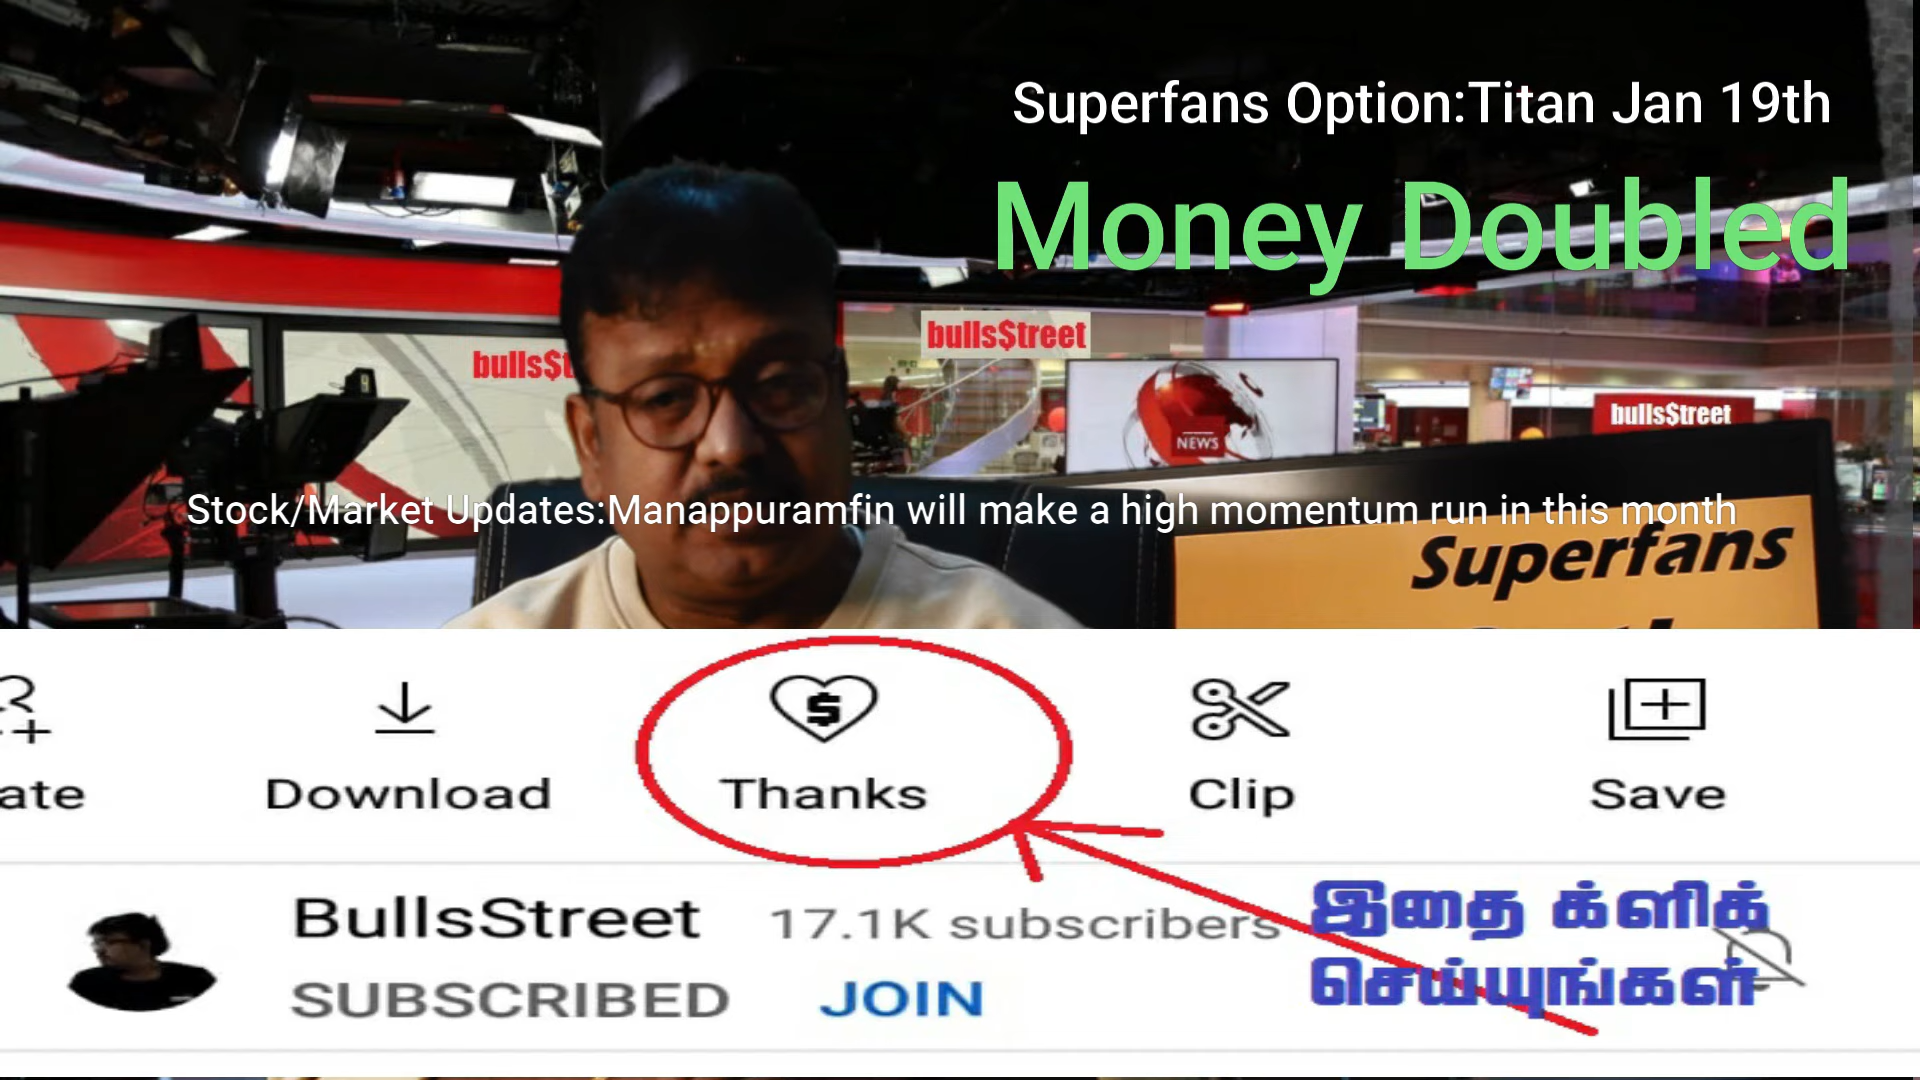 Superfans Option:Titan Jan 19th
Money Doubled
bulls$treet
bulls$t
bulls$treet
NEWS
Stock/Market Updates:Manappuramfin will make a high momentum run in this month
Superfans
ate
Download
Thanks
Clip
Save
BullsStreet 17.1K subscribers
SUBSCRIBED JOIN
இதை க்ளிக்
செய்யுங்கள்